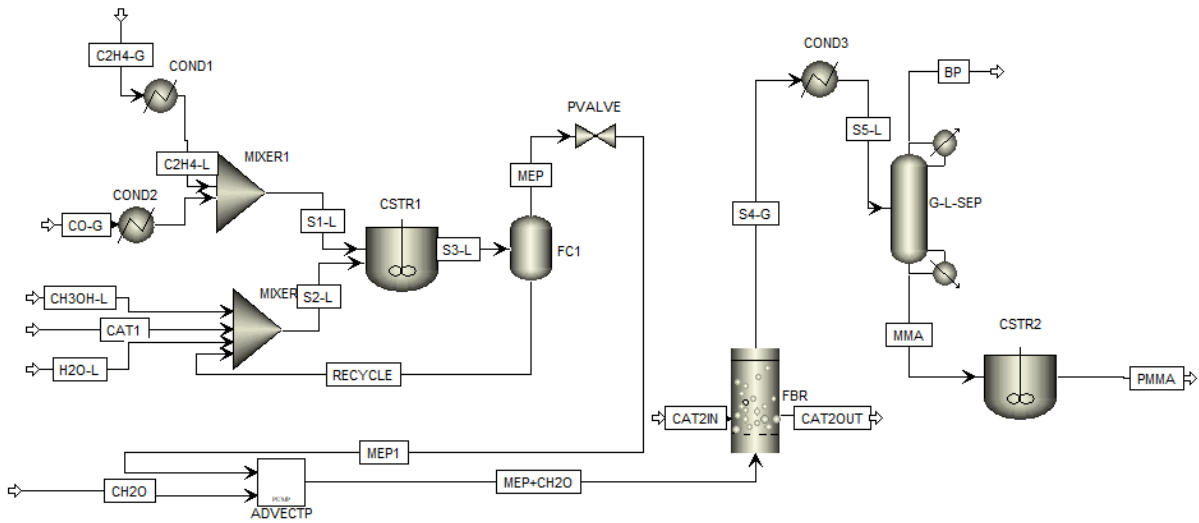 C2H4-G
COND1
C2H4-L
MIXER1
COND2
CO-G
S1-L
CSTR1
S3-L
MEP
PVALVE
FC1
CH3OH-L
CAT1
H2O-L
MIXER
S2-L
RECYCLE
MEP1
CH2O
ADVECTP
MEP+CH2O
COND3
BP
S5-L
S4-G
G-L-SEP
MMA
CSTR2
PMMA
CAT2IN
FBR
CAT2OUT